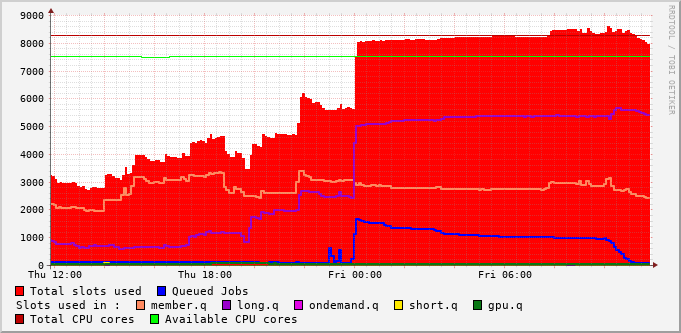 9000
8000
7000
6000
5000
4000
3000
2000
1000
0
Thu 12:00 Thu 18:00 Fri 00:00 Fri 06:00
RRDTOOL / TOBI OETIKER
Total slots used Queued Jobs
Slots used in : member.q long.q ondemand.q short.q gpu.q
Total CPU cores Available CPU cores